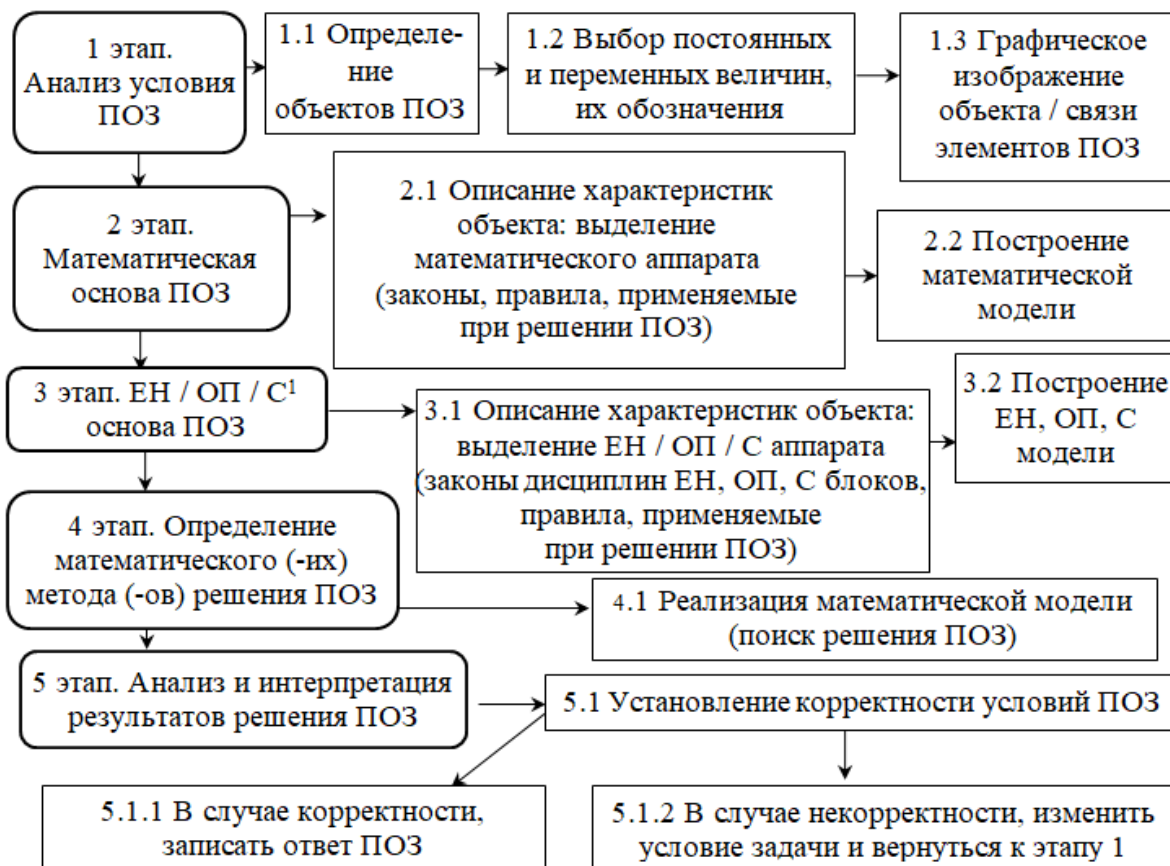 1 этап.
Анализ условия
ПОЗ
1.1 Определе-
ние
объектов ПОЗ
1.2 Выбор постоянных
и переменных величин,
их обозначения
1.3 Графическое
изображение
объекта / связи
элементов ПОЗ
2 этап.
Математическая
основа ПОЗ
2.1 Описание характеристик
объекта: выделение
математического аппарата
(законы, правила, применяемые
при решении ПОЗ)
2.2 Построение
математической
модели
3 этап. ЕН / ОП / С¹
основа ПОЗ
3.1 Описание характеристик объекта:
выделение ЕН / ОП / С аппарата
(законы дисциплин ЕН, ОП, С блоков,
правила, применяемые
при решении ПОЗ)
3.2 Построение
ЕН, ОП, С
модели
4 этап. Определение
математического (-их)
метода (-ов) решения ПОЗ
4.1 Реализация математической модели
(поиск решения ПОЗ)
5 этап. Анализ и интерпретация
результатов решения ПОЗ
5.1 Установление корректности условий ПОЗ
5.1.1 В случае корректности,
записать ответ ПОЗ
5.1.2 В случае некорректности, изменить
условие задачи и вернуться к этапу 1